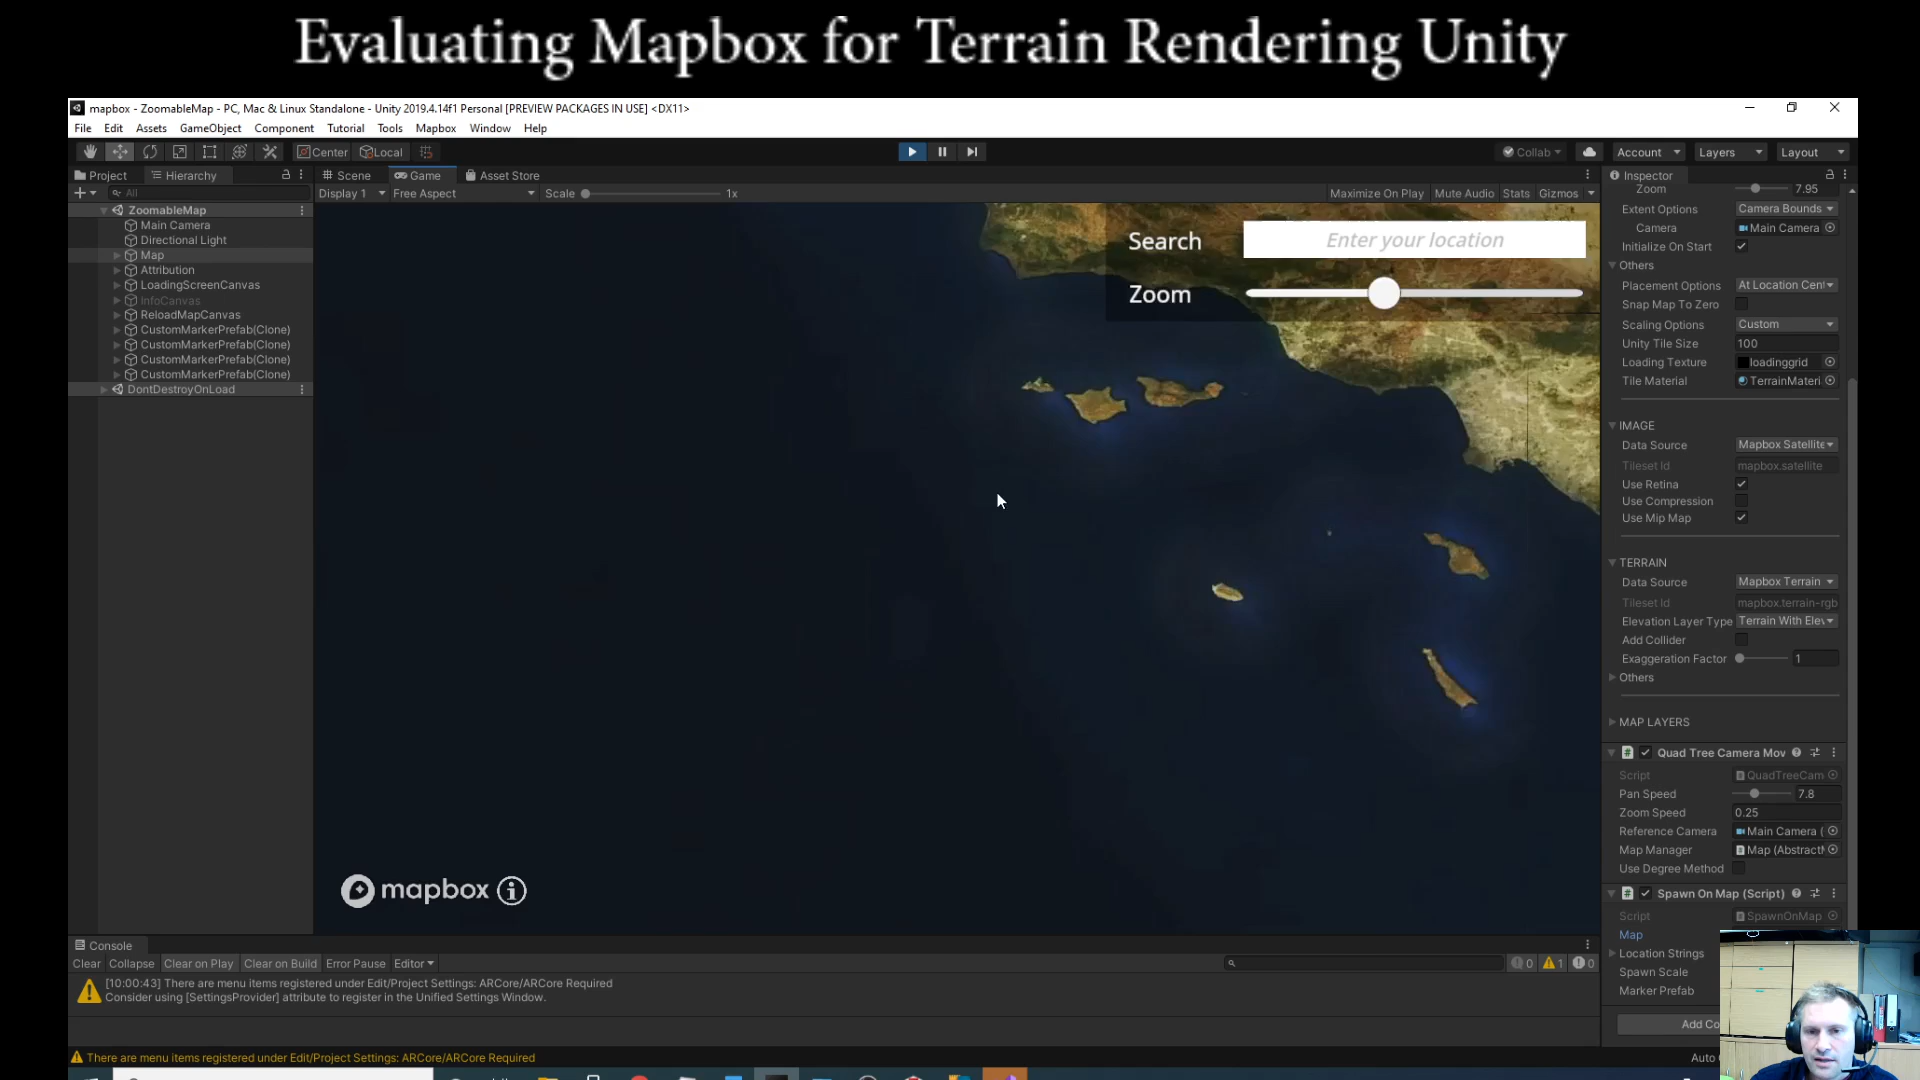 Evaluating Mapbox for Terrain Rendering Unity
mapbox - ZoomableMap - PC, Mac & Linux Standalone - Unity 2019.4.14f1 Personal [PREVIEW PACKAGES IN USE] <DX11>
File Edit Assets GameObject Component Tutorial Tools Mapbox Window Help
Center Local Collab Account Layers Layout
Project Hierarchy
All
ZoomableMap
Main Camera
Directional Light
Map
Attribution
LoadingScreenCanvas
InfoCanvas
ReloadMapCanvas
CustomMarkerPrefab(Clone)
CustomMarkerPrefab(Clone)
CustomMarkerPrefab(Clone)
CustomMarkerPrefab(Clone)
DontDestroyOnLoad
Scene Game Asset Store
Display 1 Free Aspect Scale 1x Maximize On Play Mute Audio Stats Gizmos
Search Enter your location
Zoom
mapbox
Inspector
Zoom 7.95
Extent Options Camera Bounds
Camera Main Camera
Initialize On Start
Others
Placement Options At Location Cent
Snap Map To Zero
Scaling Options Custom
Unity Tile Size 100
Loading Texture loadinggrid
Tile Material TerrainMateri
IMAGE
Data Source Mapbox Satellite
Tileset Id mapbox.satellite
Use Retina
Use Compression
Use Mip Map
TERRAIN
Data Source Mapbox Terrain
Tileset Id mapbox.terrain-rgb
Elevation Layer Type Terrain With Elev
Add Collider
Exaggeration Factor 1
Others
MAP LAYERS
Quad Tree Camera Mov
Script QuadTreeCam
Pan Speed 7.8
Zoom Speed 0.25
Reference Camera Main Camera (
Map Manager Map (Abstract
Use Degree Method
Spawn On Map (Script)
Script SpawnOnMap
Map
Location Strings
Spawn Scale
Marker Prefab
Add Co
Auto
Console
Clear Collapse Clear on Play Clear on Build Error Pause Editor 0 1 0
[10:00:43] There are menu items registered under Edit/Project Settings: ARCore/ARCore Required
Consider using [SettingsProvider] attribute to register in the Unified Settings Window.
There are menu items registered under Edit/Project Settings: ARCore/ARCore Required